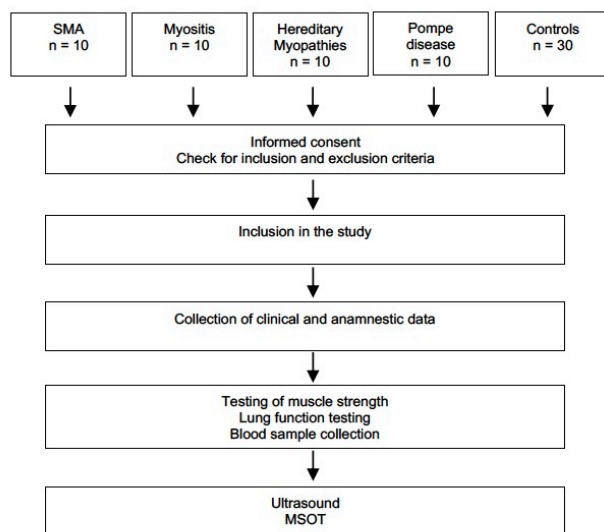 SMA
n = 10
Myositis
n = 10
Hereditary
Myopathies
n = 10
Pompe
disease
n = 10
Controls
n = 30
Informed consent
Check for inclusion and exclusion criteria
Inclusion in the study
Collection of clinical and anamnestic data
Testing of muscle strength
Lung function testing
Blood sample collection
Ultrasound
MSOT